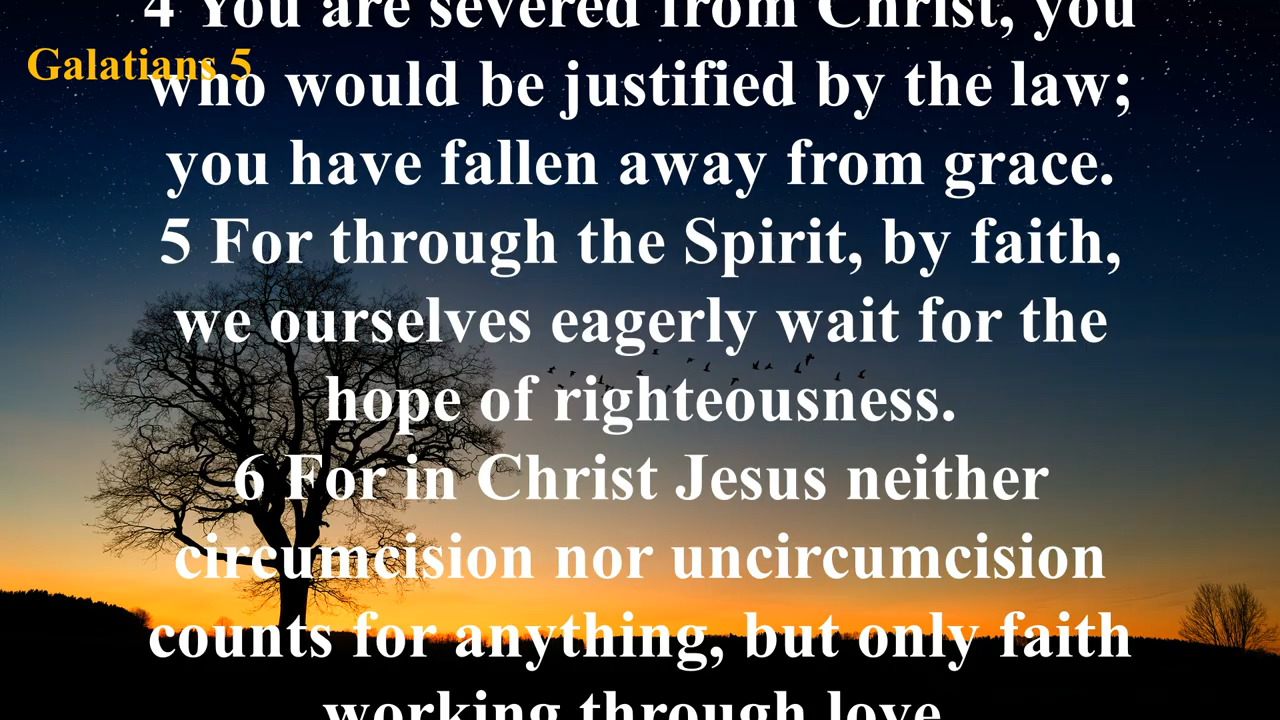 4 You are severed from Christ, you
Galatians 5
who would be justified by the law;
you have fallen away from grace.
5 For through the Spirit, by faith,
we ourselves eagerly wait for the
hope of righteousness.
6 For in Christ Jesus neither
circumcision nor uncircumcision
counts for anything, but only faith
working through love